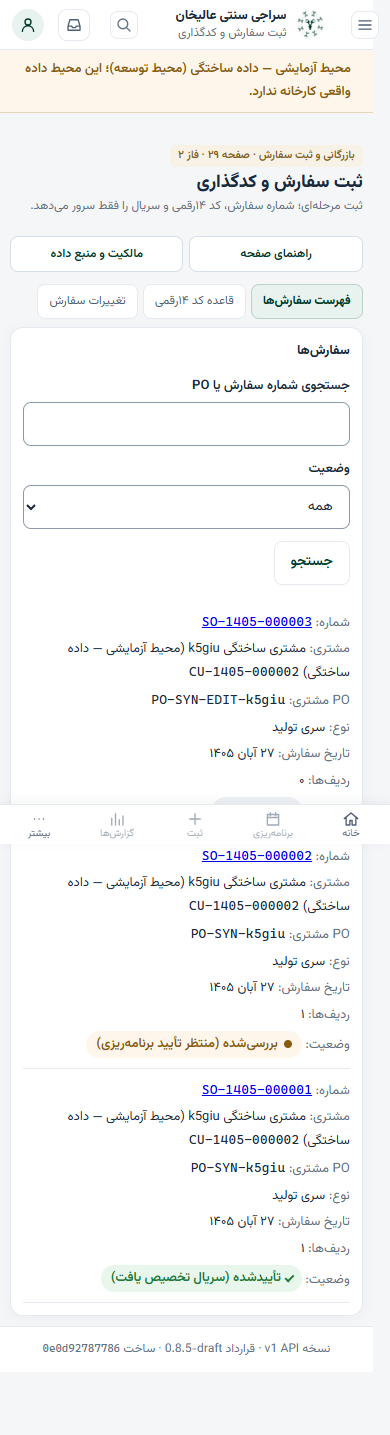 سراجی سنتی عالیخان
ثبت سفارش و کدگذاری
محیط آزمایشی — داده ساختگی (محیط توسعه)؛ این محیط داده
واقعی کارخانه ندارد.
بازرگانی و ثبت سفارش · صفحه ۲۹ · فاز ۲
ثبت سفارش و کدگذاری
ثبت مرحله‌ای؛ شماره سفارش، کد ۱۴رقمی و سریال را فقط سرور می‌دهد.
راهنمای صفحه
مالکیت و منبع داده
فهرست سفارش‌ها
قاعده کد ۱۴رقمی
تغییرات سفارش
سفارش‌ها
جستجوی شماره سفارش یا PO
وضعیت
همه
جستجو
شماره: SO-1405-000003
مشتری: مشتری ساختگی k5giu (محیط آزمایشی — داده
ساختگی) CU-1405-000002
PO مشتری: PO-SYN-EDIT-k5giu
نوع: سری تولید
تاریخ سفارش: ۲۷ آبان ۱۴۰۵
ردیف‌ها: ۰
خانه
برنامه‌ریزی
ثبت
گزارش‌ها
بیشتر
شماره: SO-1405-000002
مشتری: مشتری ساختگی k5giu (محیط آزمایشی — داده
ساختگی) CU-1405-000002
PO مشتری: PO-SYN-k5giu
نوع: سری تولید
تاریخ سفارش: ۲۷ آبان ۱۴۰۵
ردیف‌ها: ۱
وضعیت: بررسی‌شده (منتظر تأیید برنامه‌ریزی)
شماره: SO-1405-000001
مشتری: مشتری ساختگی k5giu (محیط آزمایشی — داده
ساختگی) CU-1405-000002
PO مشتری: PO-SYN-k5giu
نوع: سری تولید
تاریخ سفارش: ۲۷ آبان ۱۴۰۵
ردیف‌ها: ۱
وضعیت: تأییدشده (سریال تخصیص یافت)
نسخه API v1 · قرارداد 0.8.5-draft · ساخت 0e0d92787786